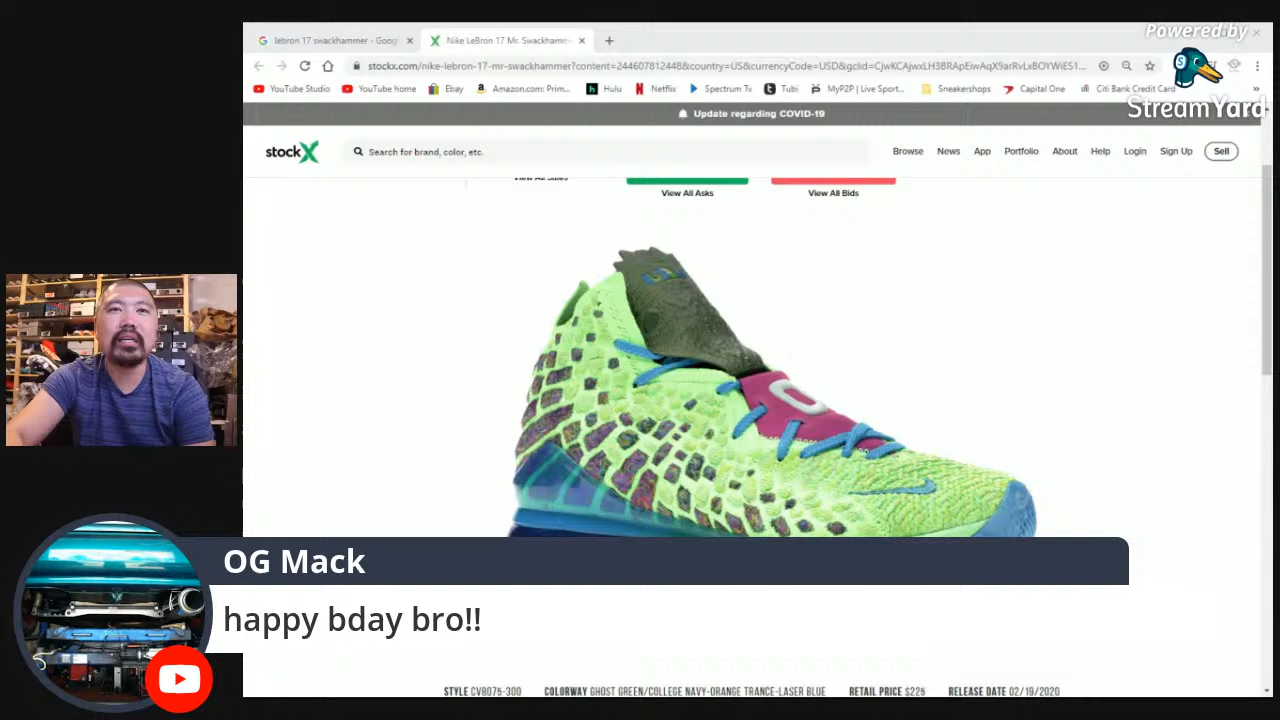 Powered by
StreamYard
lebron 17 swackhammer - Goog
Nike LeBron 17 Mr. Swackhamm
stockx.com/nike-lebron-17-mr-swackhammer?content=244607812448&country=US&currencyCode=USD&gclid=
YouTube Studio YouTube home Ebay Amazon.com: Prim... Hulu Netflix Spectrum Tv Tubi MyP2P | Live Sport... Sneakershops Capital One Citi Bank Credit Card
Update regarding COVID-19
stockX Search for brand, color, etc. Browse News App Portfolio About Help Login Sign Up Sell
View All Sales View All Asks View All Bids
OG Mack
happy bday bro!!
STYLE CV8075-300 COLORWAY GHOST GREEN/COLLEGE NAVY-ORANGE TRANCE-LASER BLUE RETAIL PRICE $225 RELEASE DATE 02/19/2020